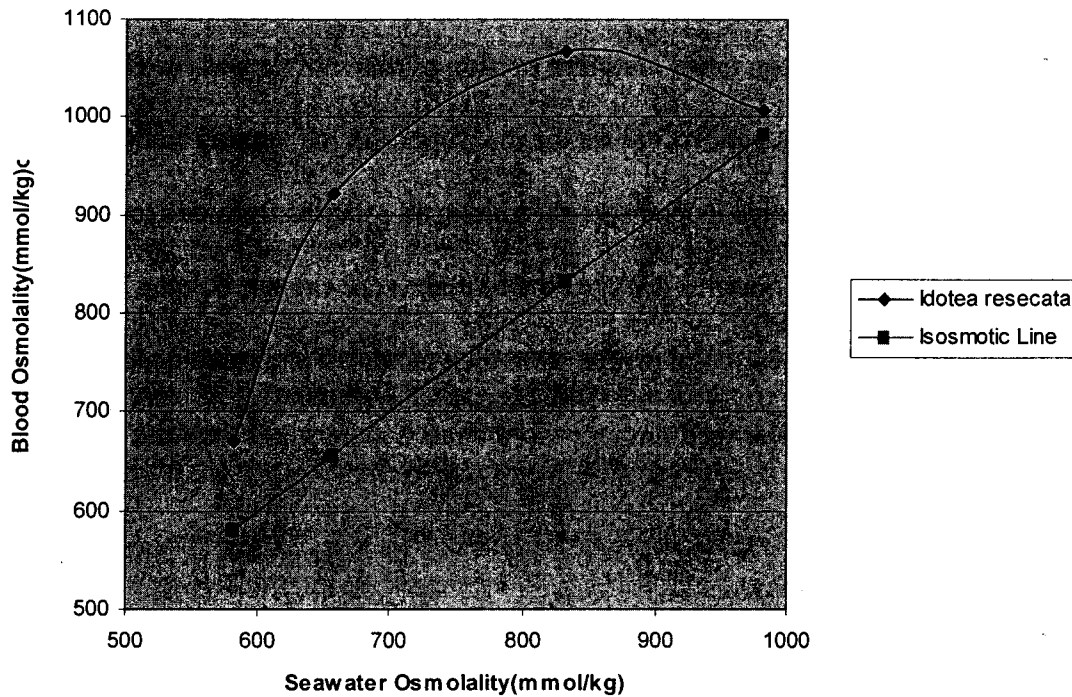 1100
1000
900
800
700
600
500
Blood Osmolality(mmol/kg)c
500 600 700 800 900 1000
Seawater Osmolality(mmol/kg)
Idotea resecata
Isosmotic Line